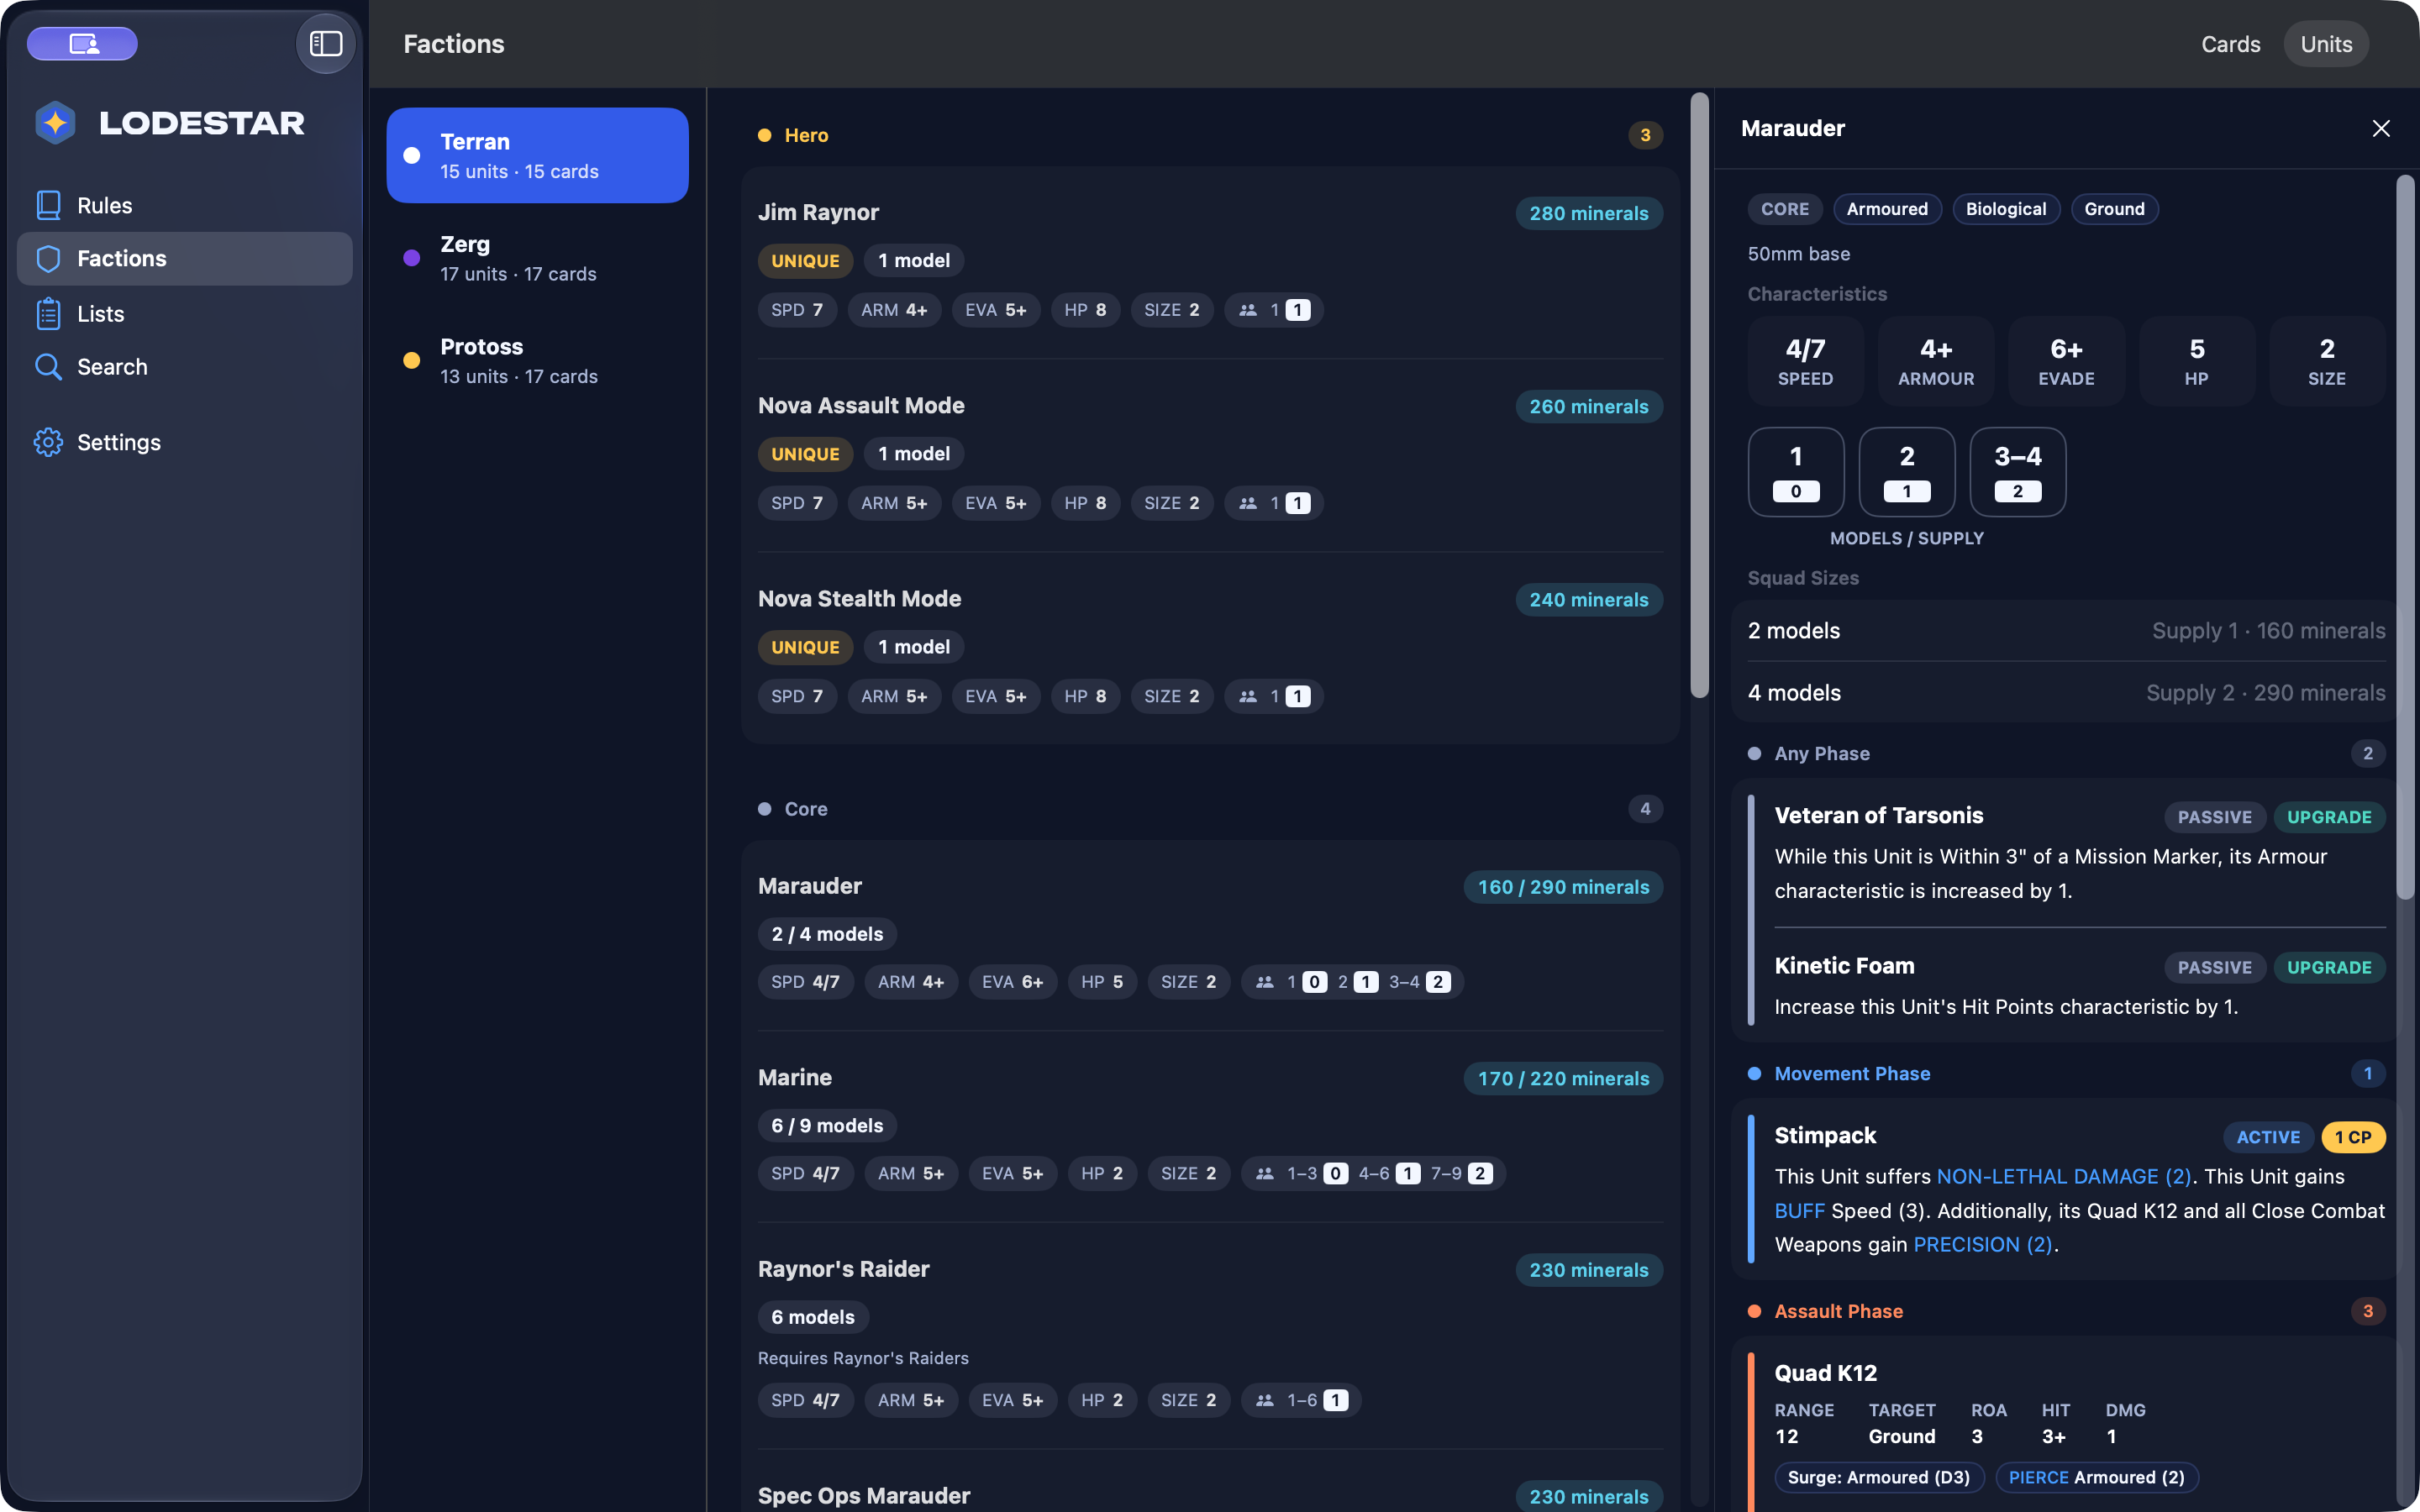 LODESTAR
Rules
Factions
Lists
Search
Settings
Factions
Cards
Units
Terran
15 units · 15 cards
Zerg
17 units · 17 cards
Protoss
13 units · 17 cards
Hero
3
Jim Raynor
280 minerals
UNIQUE
1 model
SPD 7 ARM 4+ EVA 5+ HP 8 SIZE 2 1 1
Nova Assault Mode
260 minerals
UNIQUE
1 model
SPD 7 ARM 5+ EVA 5+ HP 8 SIZE 2 1 1
Nova Stealth Mode
240 minerals
UNIQUE
1 model
SPD 7 ARM 5+ EVA 5+ HP 8 SIZE 2 1 1
Core
4
Marauder
160 / 290 minerals
2 / 4 models
SPD 4/7 ARM 4+ EVA 6+ HP 5 SIZE 2 1 0 2 1 3–4 2
Marine
170 / 220 minerals
6 / 9 models
SPD 4/7 ARM 5+ EVA 5+ HP 2 SIZE 2 1–3 0 4–6 1 7–9 2
Raynor's Raider
230 minerals
6 models
Requires Raynor's Raiders
SPD 4/7 ARM 5+ EVA 5+ HP 2 SIZE 2 1–6 1
Spec Ops Marauder
230 minerals
Marauder
CORE Armoured Biological Ground
50mm base
Characteristics
4/7 4+ 6+ 5 2
SPEED ARMOUR EVADE HP SIZE
1 2 3–4
0 1 2
MODELS / SUPPLY
Squad Sizes
2 models Supply 1 · 160 minerals
4 models Supply 2 · 290 minerals
Any Phase 2
Veteran of Tarsonis PASSIVE UPGRADE
While this Unit is Within 3" of a Mission Marker, its Armour
characteristic is increased by 1.
Kinetic Foam PASSIVE UPGRADE
Increase this Unit's Hit Points characteristic by 1.
Movement Phase 1
Stimpack ACTIVE 1 CP
This Unit suffers NON-LETHAL DAMAGE (2). This Unit gains
BUFF Speed (3). Additionally, its Quad K12 and all Close Combat
Weapons gain PRECISION (2).
Assault Phase 3
Quad K12
RANGE TARGET ROA HIT DMG
12 Ground 3 3+ 1
Surge: Armoured (D3) PIERCE Armoured (2)